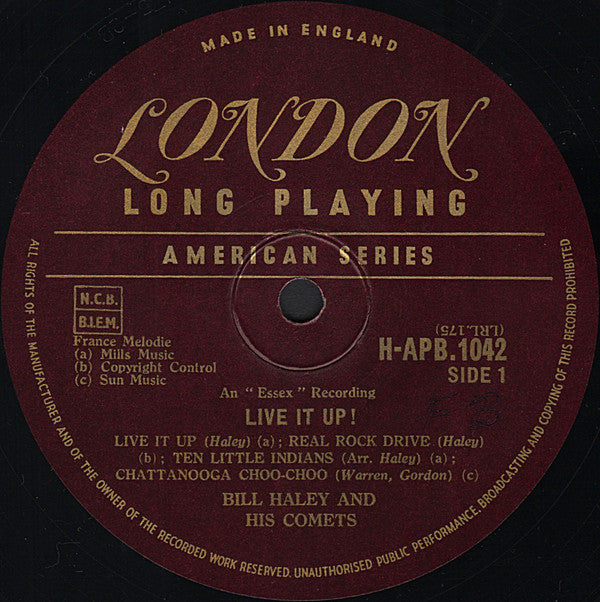 MADE IN ENGLAND
LONDON
LONG PLAYING
AMERICAN SERIES
N.C.B.
B.I.E.M.
France Melodie
(a) Mills Music
(b) Copyright Control
(c) Sun Music
(LRL.175)
H-APB.1042
SIDE 1
An "Essex" Recording
LIVE IT UP!
LIVE IT UP (Haley) (a); REAL ROCK DRIVE (Haley)
(b); TEN LITTLE INDIANS (Arr. Haley) (a);
CHATTANOOGA CHOO-CHOO (Warren, Gordon) (c)
BILL HALEY AND
HIS COMETS
ALL RIGHTS OF THE MANUFACTURER AND OF THE OWNER OF THE RECORDED WORK RESERVED. UNAUTHORISED PUBLIC PERFORMANCE, BROADCASTING AND COPYING OF THIS RECORD PROHIBITED